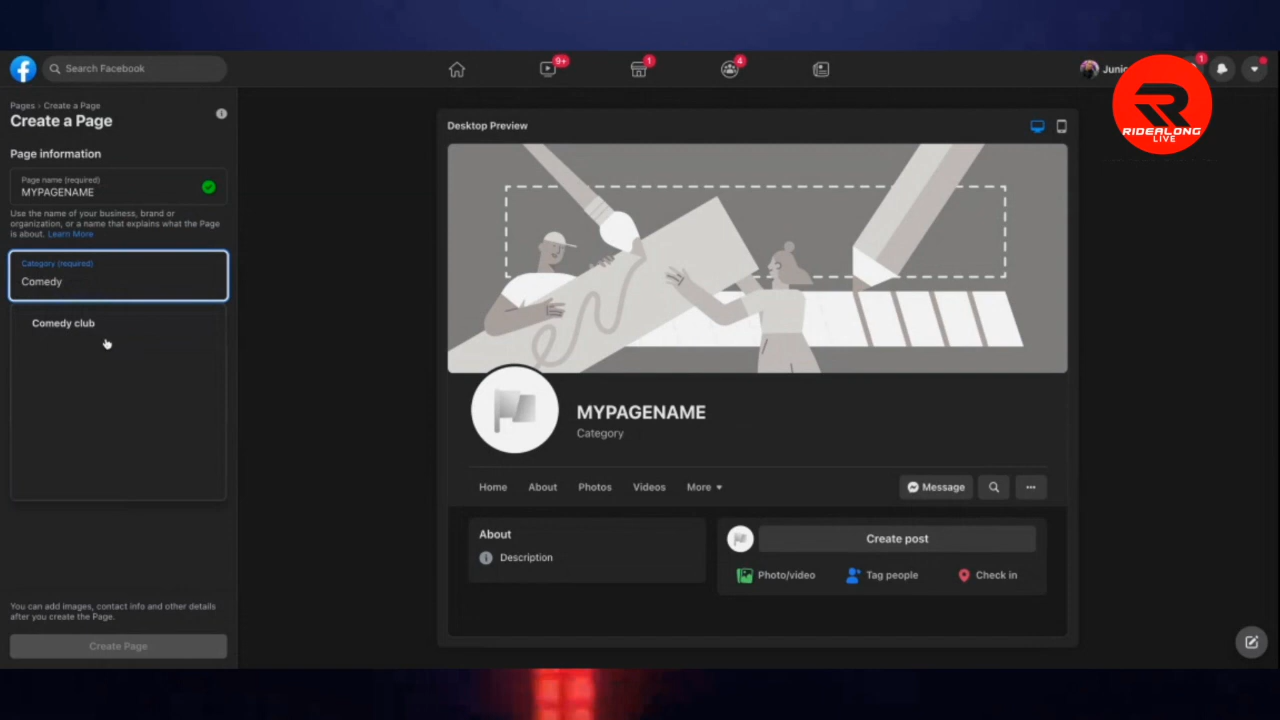 Search Facebook
9+
1
4
1
RIDEALONG
LIVE
Pages › Create a Page
Create a Page
Page information
Page name (required)
MYPAGENAME
Use the name of your business, brand or
organization, or a name that explains what the Page
is about. Learn More
Category (required)
Comedy
Comedy club
You can add images, contact info and other details
after you create the Page.
Create Page
Desktop Preview
MYPAGENAME
Category
Home About Photos Videos More
Message
About
Description
Create post
Photo/video Tag people Check in